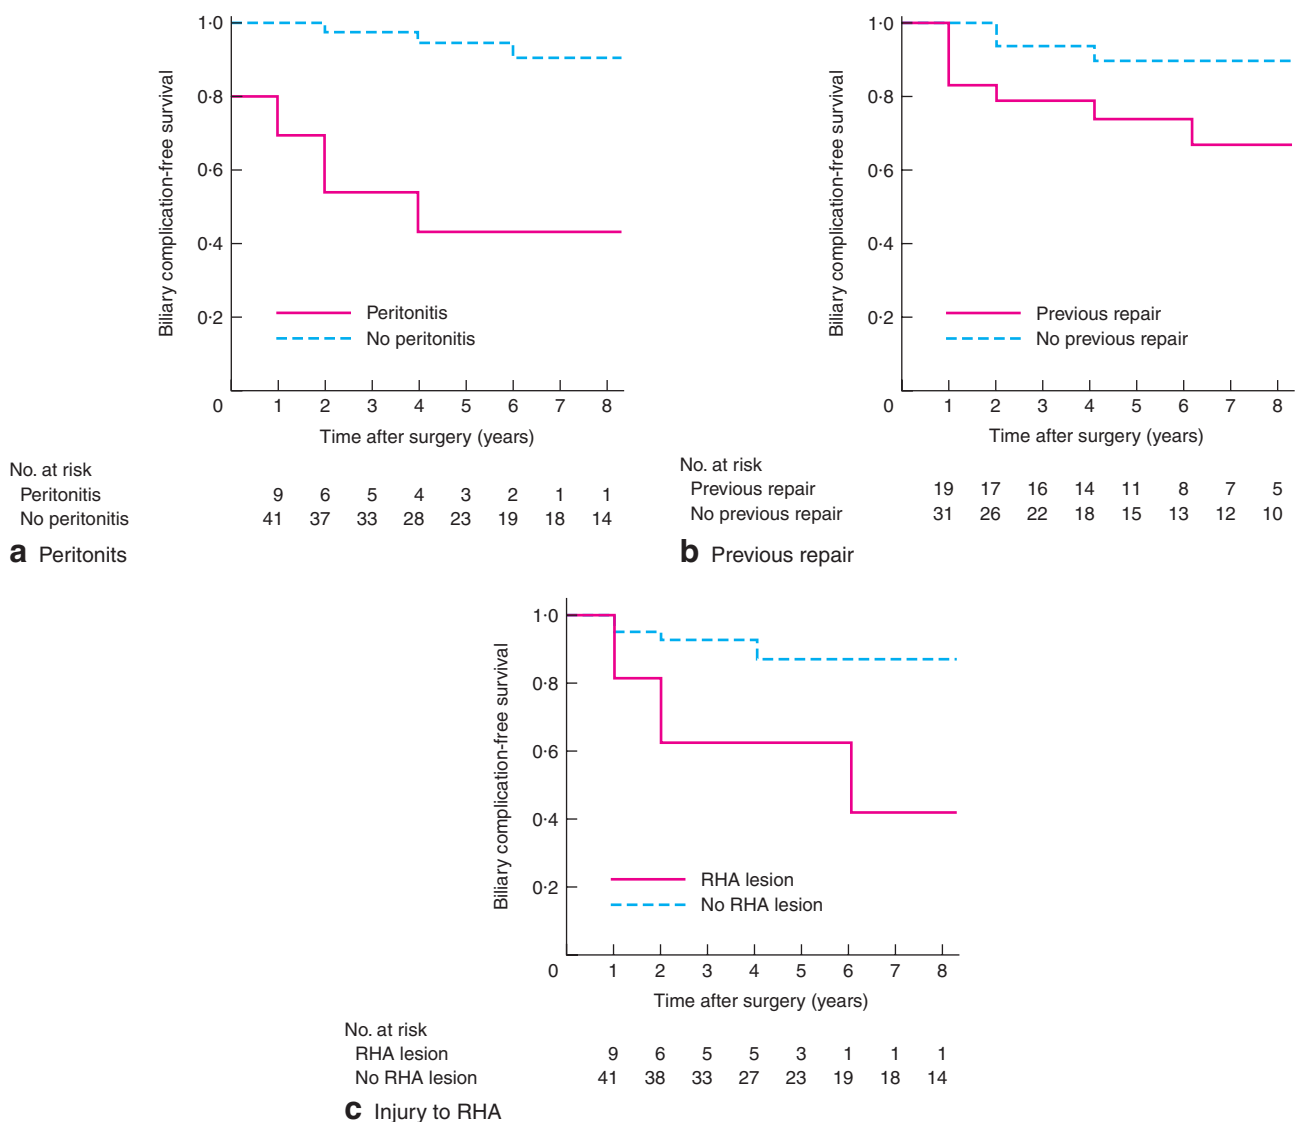 Biliary complication-free survival
1·0
0·8
0·6
0·4
0·2
0
Peritonitis
No peritonitis
1 2 3 4 5 6 7 8
Time after surgery (years)
No. at risk
Peritonitis 9 6 5 4 3 2 1 1
No peritonitis 41 37 33 28 23 19 18 14
a Peritonits
Biliary complication-free survival
1·0
0·8
0·6
0·4
0·2
0
Previous repair
No previous repair
1 2 3 4 5 6 7 8
Time after surgery (years)
No. at risk
Previous repair 19 17 16 14 11 8 7 5
No previous repair 31 26 22 18 15 13 12 10
b Previous repair
Biliary complication-free survival
1·0
0·8
0·6
0·4
0·2
0
RHA lesion
No RHA lesion
1 2 3 4 5 6 7 8
Time after surgery (years)
No. at risk
RHA lesion 9 6 5 5 3 1 1 1
No RHA lesion 41 38 33 27 23 19 18 14
c Injury to RHA